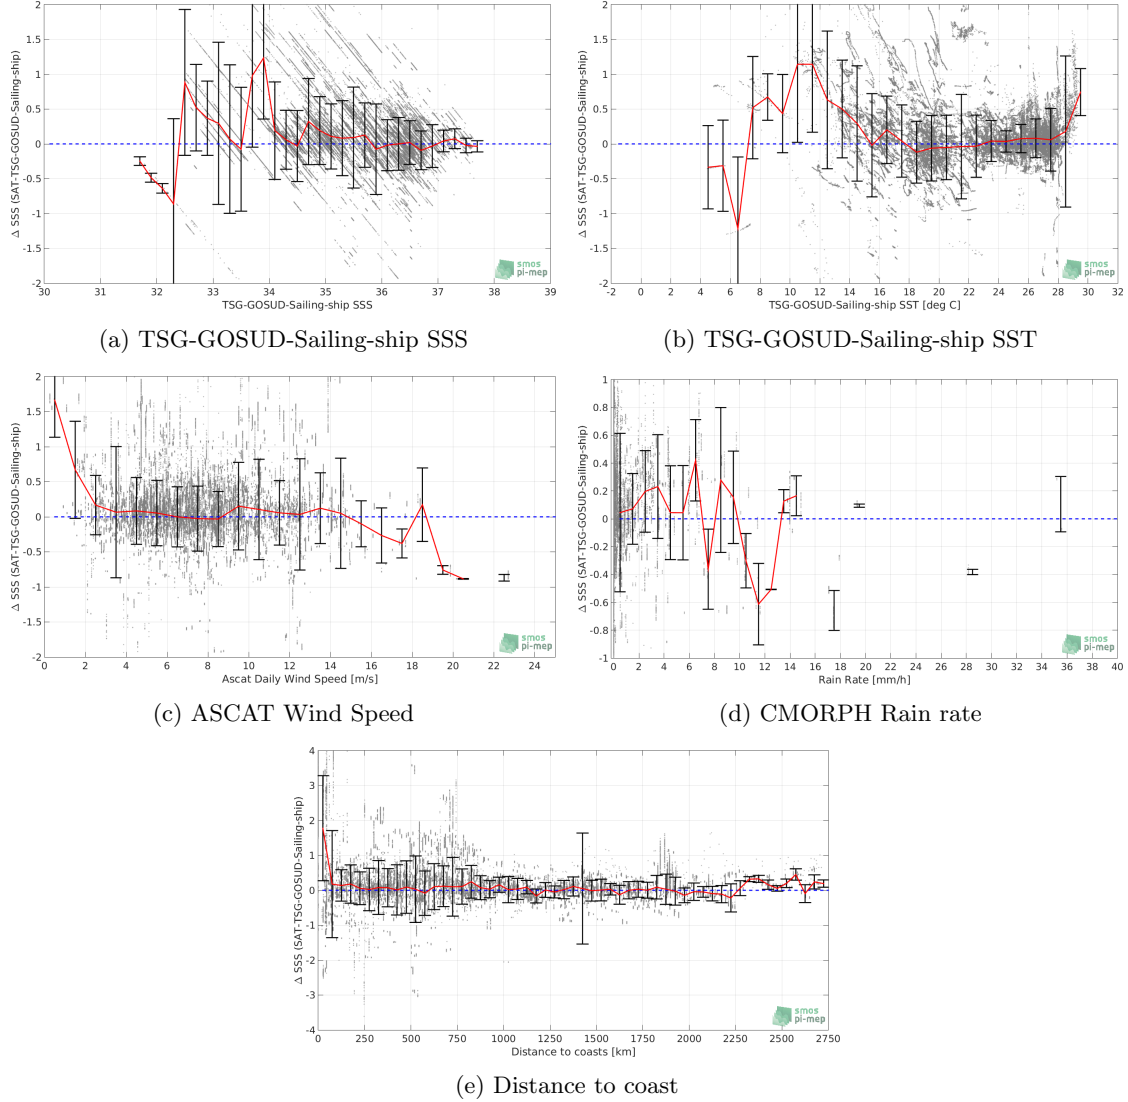 2
1.5
1
0.5
0
-0.5
-1
-1.5
-2
Δ SSS (SAT-TSG-GOSUD-Sailing-ship)
30 31 32 33 34 35 36 37 38 39
TSG-GOSUD-Sailing-ship SSS
smos
pi-mep
(a) TSG-GOSUD-Sailing-ship SSS
2
1.5
1
0.5
0
-0.5
-1
-1.5
-2
Δ SSS (SAT-TSG-GOSUD-Sailing-ship)
-2 0 2 4 6 8 10 12 14 16 18 20 22 24 26 28 30 32
TSG-GOSUD-Sailing-ship SST [deg C]
smos
pi-mep
(b) TSG-GOSUD-Sailing-ship SST
2
1.5
1
0.5
0
-0.5
-1
-1.5
-2
Δ SSS (SAT-TSG-GOSUD-Sailing-ship)
0 2 4 6 8 10 12 14 16 18 20 22 24
Ascat Daily Wind Speed [m/s]
smos
pi-mep
(c) ASCAT Wind Speed
1
0.8
0.6
0.4
0.2
0
-0.2
-0.4
-0.6
-0.8
-1
Δ SSS (SAT-TSG-GOSUD-Sailing-ship)
0 2 4 6 8 10 12 14 16 18 20 22 24 26 28 30 32 34 36 38 40
Rain Rate [mm/h]
smos
pi-mep
(d) CMORPH Rain rate
4
3
2
1
0
-1
-2
-3
-4
Δ SSS (SAT-TSG-GOSUD-Sailing-ship)
0 250 500 750 1000 1250 1500 1750 2000 2250 2500 2750
Distance to coasts [km]
smos
pi-mep
(e) Distance to coast